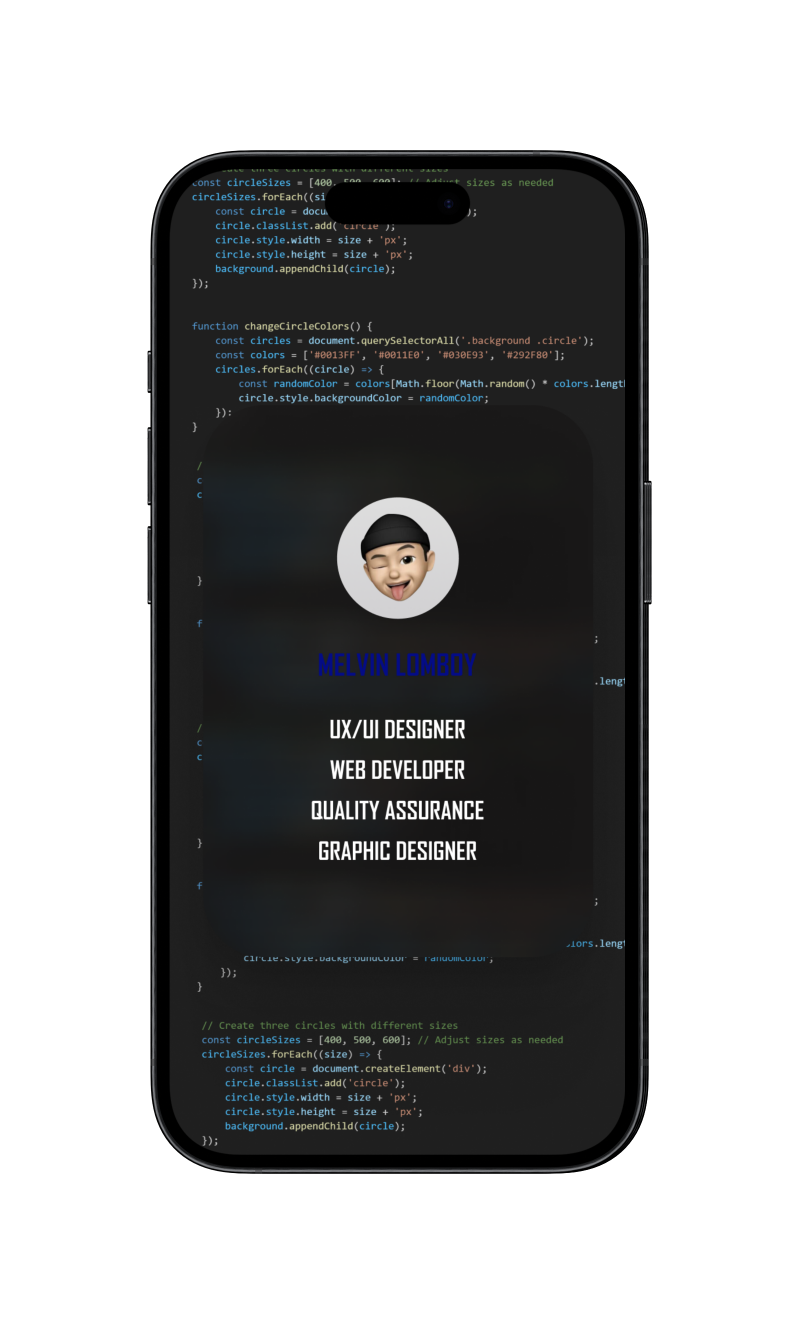 eate three circles with different sizes
const circleSizes = [400, 500, 600]; // Adjust sizes as needed
circleSizes.forEach((si
    const circle = docu );
    circle.classList.add('circle');
    circle.style.width = size + 'px';
    circle.style.height = size + 'px';
    background.appendChild(circle);
});
function changeCircleColors() {
    const circles = document.querySelectorAll('.background .circle');
    const colors = ['#0013FF', '#0011E0', '#030E93', '#292F80'];
    circles.forEach((circle) => {
        const randomColor = colors[Math.floor(Math.random() * colors.length
        circle.style.backgroundColor = randomColor;
    });
}
/
c
c
}
f
;
.lengt
MELVIN LOMBOY
/
UX/UI DESIGNER
c
c
WEB DEVELOPER
QUALITY ASSURANCE
}
GRAPHIC DESIGNER
f
;
lors.lengt
circle.style.backgroundColor = randomColor;
    });
}
// Create three circles with different sizes
const circleSizes = [400, 500, 600]; // Adjust sizes as needed
circleSizes.forEach((size) => {
    const circle = document.createElement('div');
    circle.classList.add('circle');
    circle.style.width = size + 'px';
    circle.style.height = size + 'px';
    background.appendChild(circle);
});